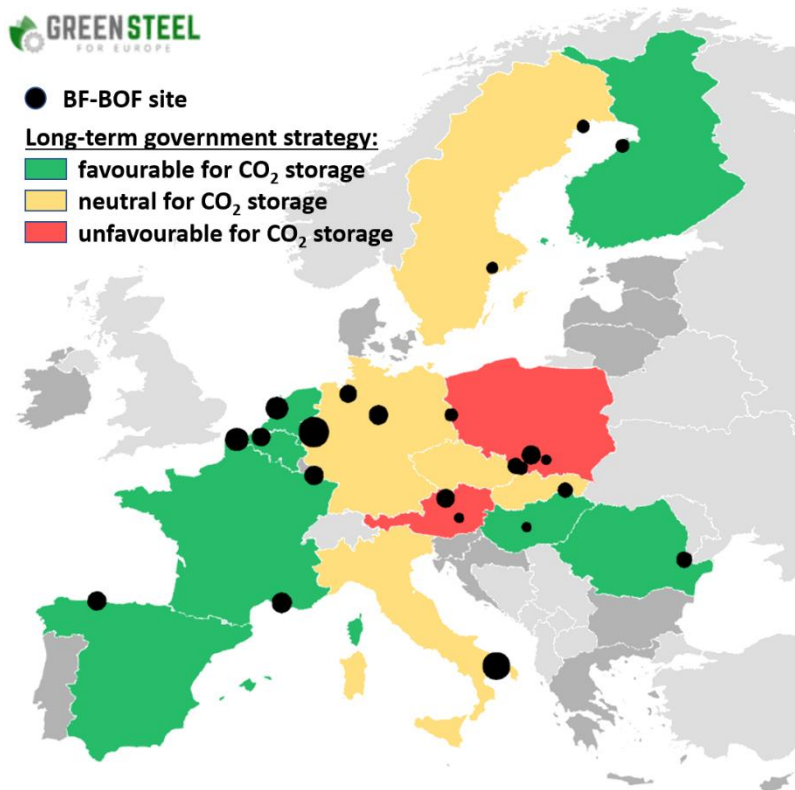 GREENSTEEL
FOR EUROPE
BF-BOF site
Long-term government strategy:
favourable for CO₂ storage
neutral for CO₂ storage
unfavourable for CO₂ storage